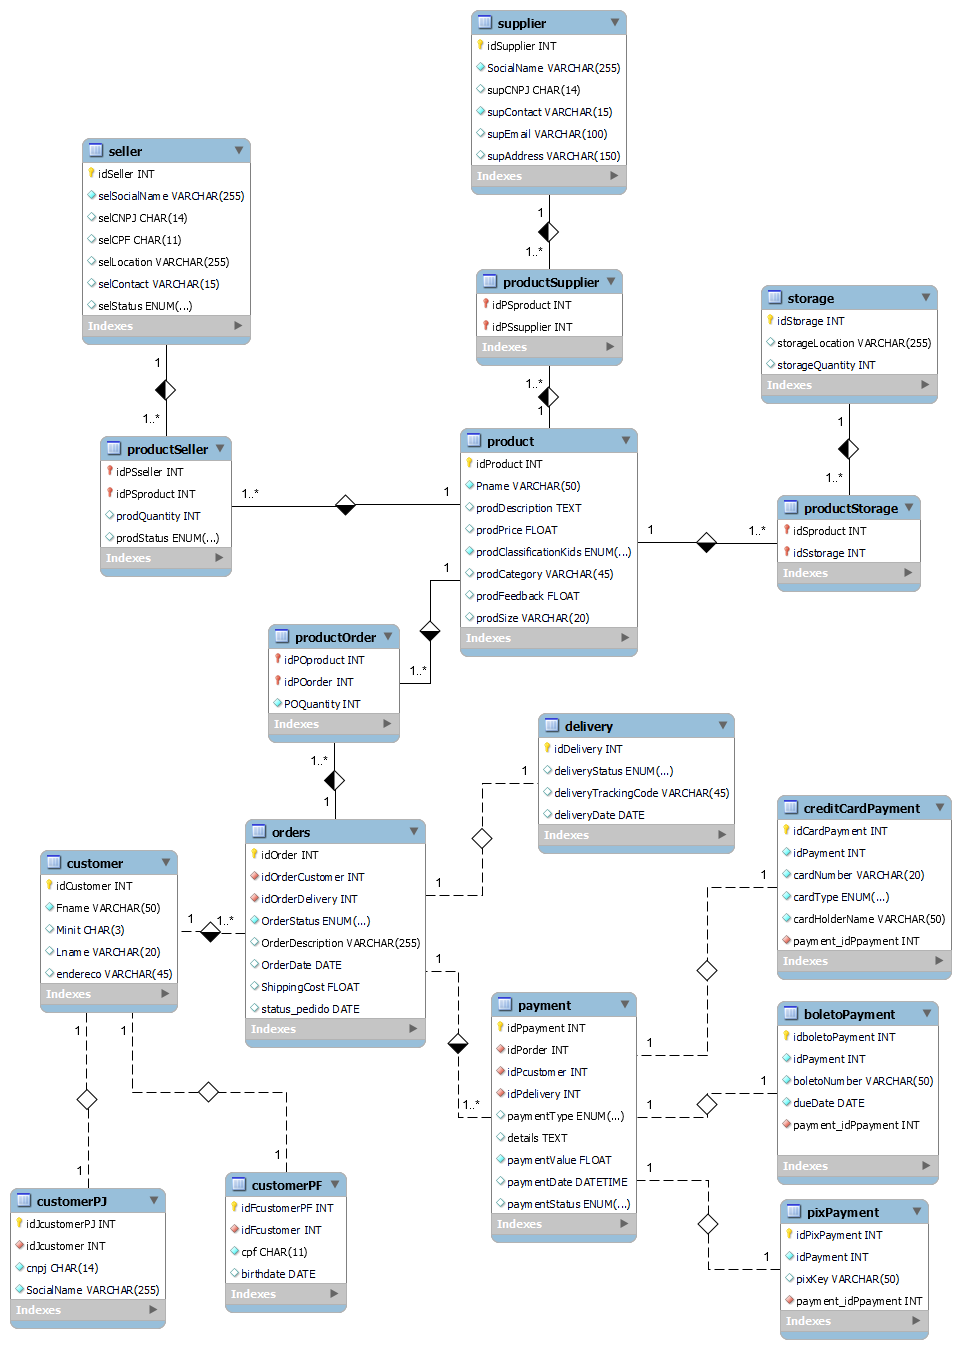 supplier
idSupplier INT
SocialName VARCHAR(255)
supCNPJ CHAR(14)
supContact VARCHAR(15)
supEmail VARCHAR(100)
supAddress VARCHAR(150)
Indexes
seller
idSeller INT
selSocialName VARCHAR(255)
selCNPJ CHAR(14)
selCPF CHAR(11)
selLocation VARCHAR(255)
selContact VARCHAR(15)
selStatus ENUM(...)
Indexes
1
1..*
productSupplier
idPSproduct INT
idPSsupplier INT
Indexes
1..*
1
storage
idStorage INT
storageLocation VARCHAR(255)
storageQuantity INT
Indexes
1
1..*
1
1..*
productSeller
idPSseller INT
idPSproduct INT
prodQuantity INT
prodStatus ENUM(...)
Indexes
1..*
1
product
idProduct INT
Pname VARCHAR(50)
prodDescription TEXT
prodPrice FLOAT
prodClassificationKids ENUM(...)
prodCategory VARCHAR(45)
prodFeedback FLOAT
prodSize VARCHAR(20)
Indexes
1
1..*
productStorage
idSproduct INT
idSstorage INT
Indexes
1
1..*
productOrder
idPOproduct INT
idPOorder INT
POQuantity INT
Indexes
1..*
1
delivery
idDelivery INT
deliveryStatus ENUM(...)
deliveryTrackingCode VARCHAR(45)
deliveryDate DATE
Indexes
1
1
orders
idOrder INT
idOrderCustomer INT
idOrderDelivery INT
OrderStatus ENUM(...)
OrderDescription VARCHAR(255)
OrderDate DATE
ShippingCost FLOAT
status_pedido DATE
Indexes
customer
idCustomer INT
Fname VARCHAR(50)
Minit CHAR(3)
Lname VARCHAR(20)
endereco VARCHAR(45)
Indexes
1
1..*
1
1..*
creditCardPayment
idCardPayment INT
idPayment INT
cardNumber VARCHAR(20)
cardType ENUM(...)
cardHolderName VARCHAR(50)
payment_idPpayment INT
Indexes
1
1
payment
idPpayment INT
idPorder INT
idPcustomer INT
idPdelivery INT
paymentType ENUM(...)
details TEXT
paymentValue FLOAT
paymentDate DATETIME
paymentStatus ENUM(...)
Indexes
1
1
boletoPayment
idboletoPayment INT
idPayment INT
boletoNumber VARCHAR(50)
dueDate DATE
payment_idPpayment INT
Indexes
1
1
1
1
customerPJ
idJcustomerPJ INT
idJcustomer INT
cnpj CHAR(14)
SocialName VARCHAR(255)
Indexes
1
1
customerPF
idFcustomerPF INT
idFcustomer INT
cpf CHAR(11)
birthdate DATE
Indexes
pixPayment
idPixPayment INT
idPayment INT
pixKey VARCHAR(50)
payment_idPpayment INT
Indexes